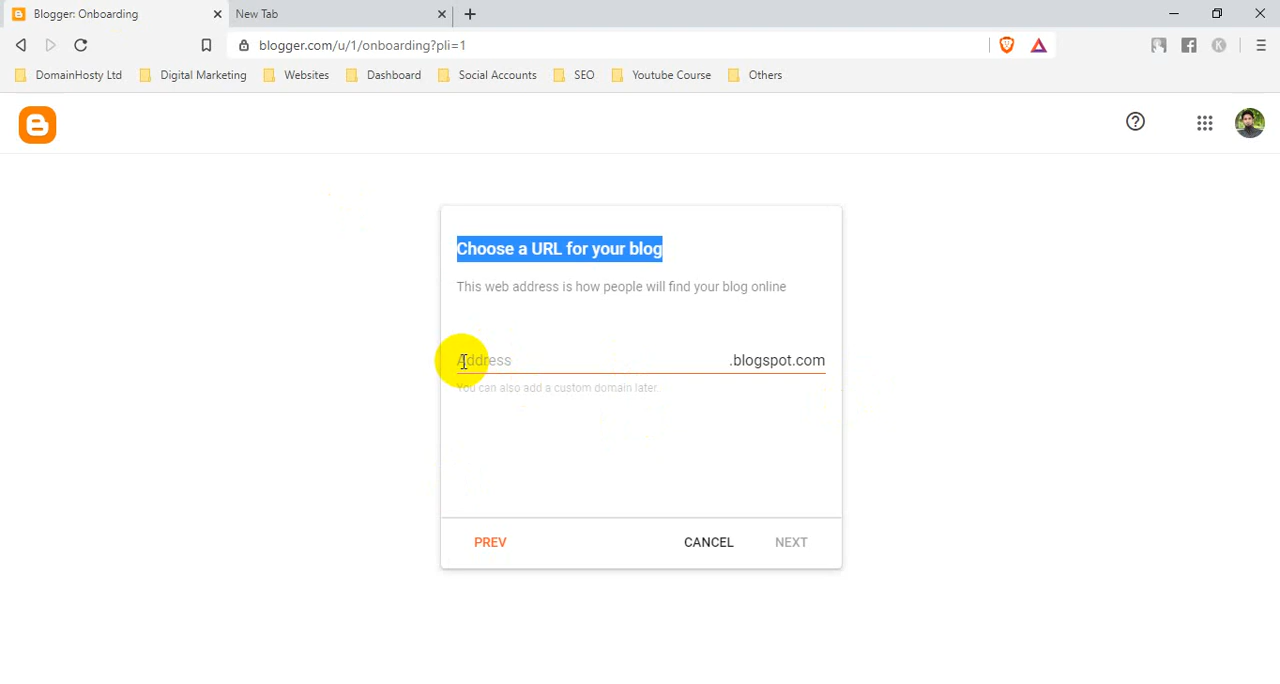 Blogger: Onboarding
New Tab
blogger.com/u/1/onboarding?pli=1
DomainHosty Ltd
Digital Marketing
Websites
Dashboard
Social Accounts
SEO
Youtube Course
Others
Choose a URL for your blog
This web address is how people will find your blog online
Address
.blogspot.com
You can also add a custom domain later.
PREV
CANCEL
NEXT